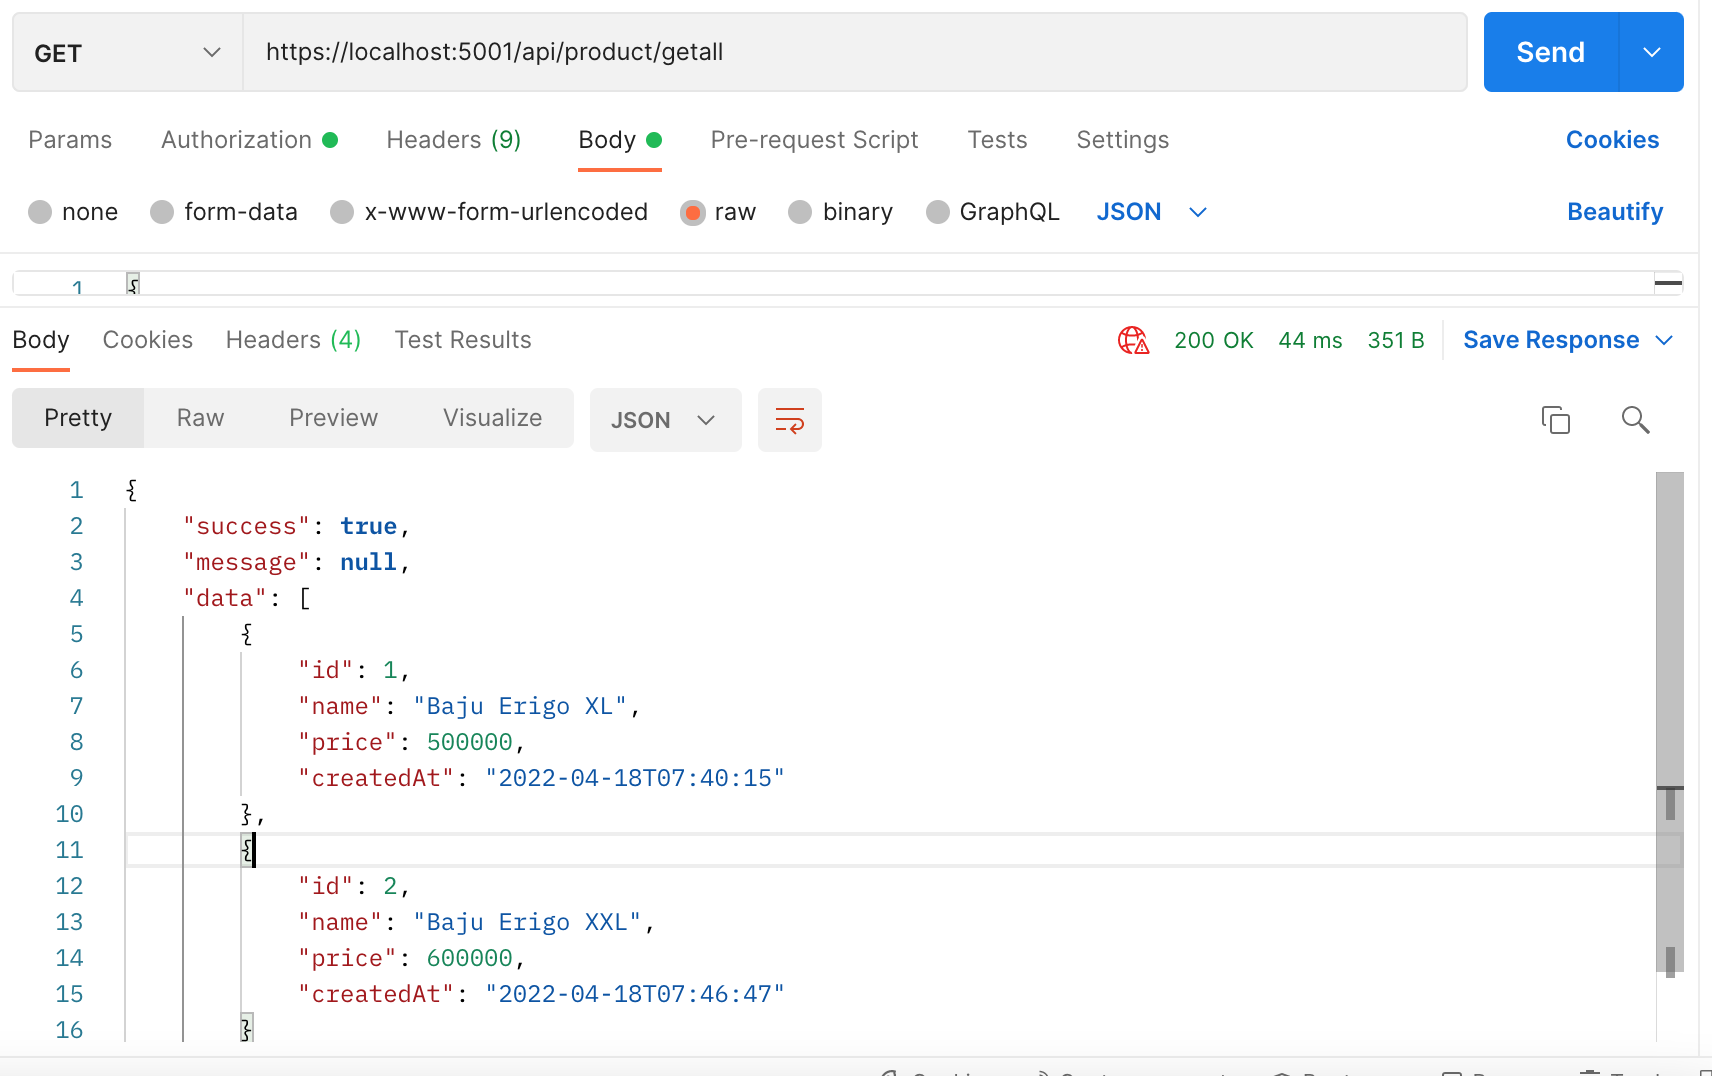 GET https://localhost:5001/api/product/getall Send
Params Authorization Headers (9) Body Pre-request Script Tests Settings Cookies
none form-data x-www-form-urlencoded raw binary GraphQL JSON Beautify
1 {
Body Cookies Headers (4) Test Results 200 OK 44 ms 351 B Save Response
Pretty Raw Preview Visualize JSON
1 {
2 "success": true,
3 "message": null,
4 "data": [
5 {
6 "id": 1,
7 "name": "Baju Erigo XL",
8 "price": 500000,
9 "createdAt": "2022-04-18T07:40:15"
10 },
11 {
12 "id": 2,
13 "name": "Baju Erigo XXL",
14 "price": 600000,
15 "createdAt": "2022-04-18T07:46:47"
16 }